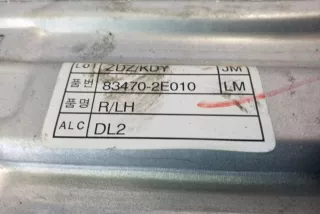 LOT ZDZ/KDY JM
품번 83470-2E010 LM
품명 R/LH
ALC DL2